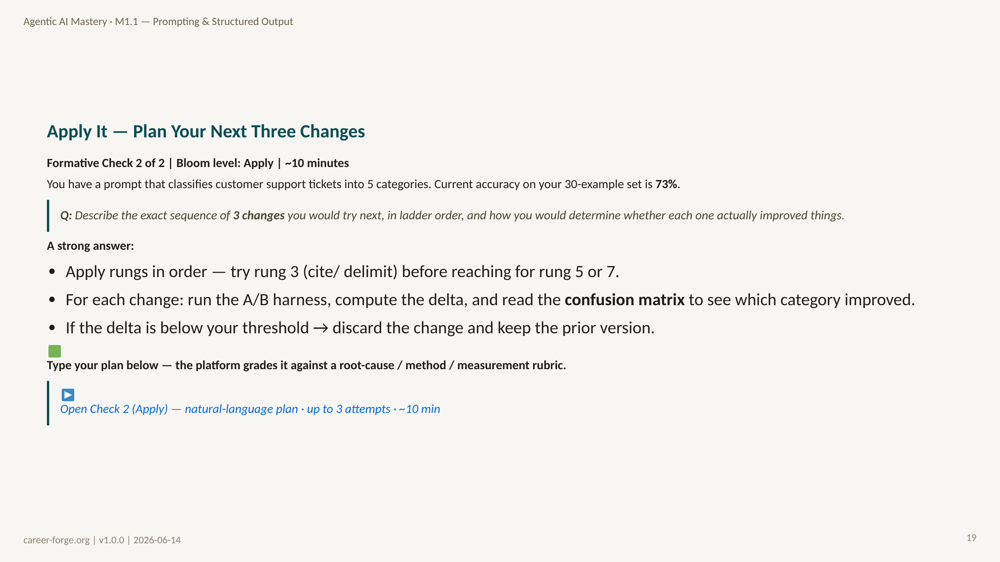 Agentic AI Mastery · M1.1 — Prompting & Structured Output
Apply It — Plan Your Next Three Changes
Formative Check 2 of 2 | Bloom level: Apply | ~10 minutes
You have a prompt that classifies customer support tickets into 5 categories. Current accuracy on your 30-example set is 73%.
Q: Describe the exact sequence of 3 changes you would try next, in ladder order, and how you would determine whether each one actually improved things.
A strong answer:
• Apply rungs in order — try rung 3 (cite/ delimit) before reaching for rung 5 or 7.
• For each change: run the A/B harness, compute the delta, and read the confusion matrix to see which category improved.
• If the delta is below your threshold → discard the change and keep the prior version.
Type your plan below — the platform grades it against a root-cause / method / measurement rubric.
Open Check 2 (Apply) — natural-language plan · up to 3 attempts · ~10 min
career-forge.org | v1.0.0 | 2026-06-14
19